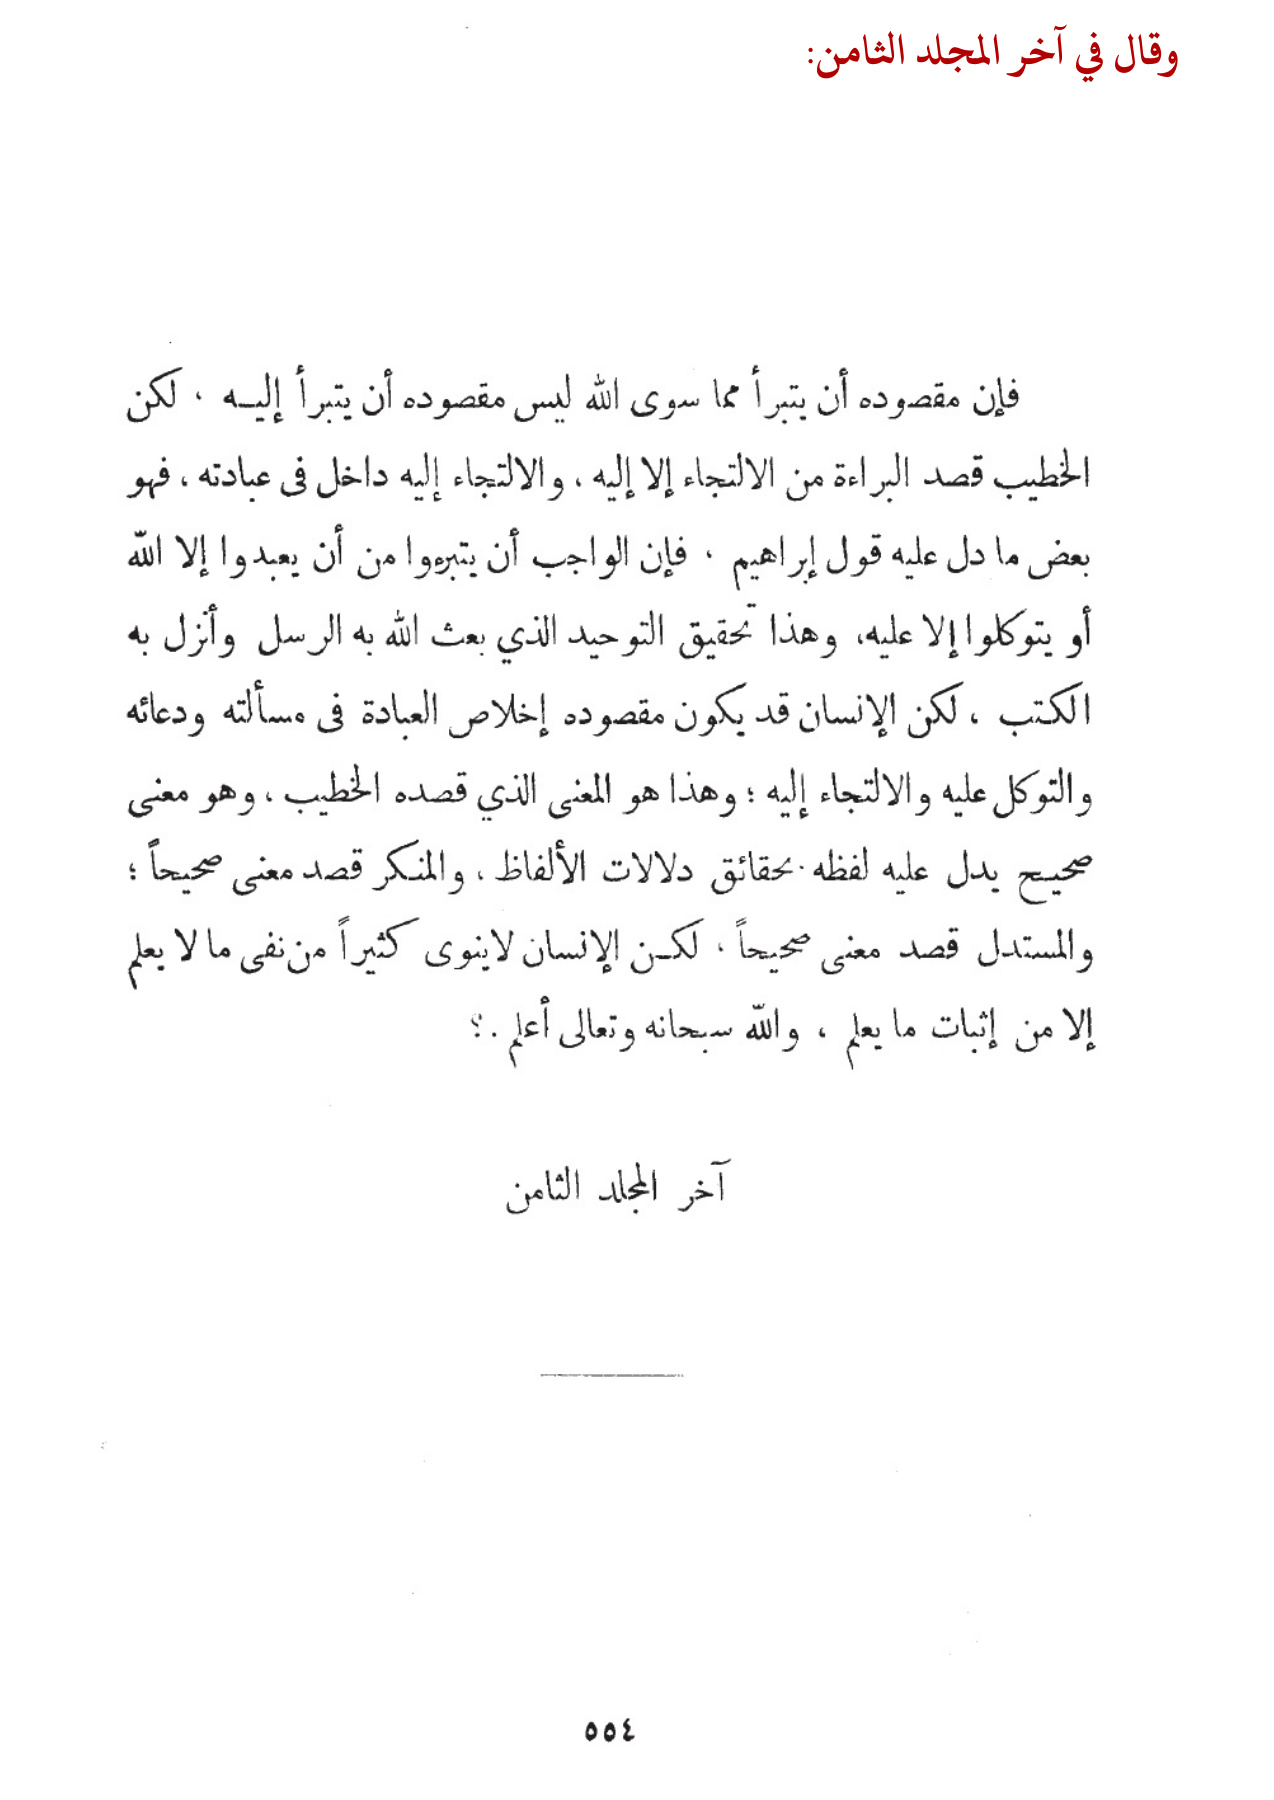 وقال في آخر المجلد الثامن:
فإن مقصوده أن يتبرأ مما سوى الله ليس مقصوده أن يتبرأ إليه ، لكن
الخطيب قصد البراءة من الالتجاء إلا إليه ، والالتجاء إليه داخل فى عبادته ، فهو
بعض ما دل عليه قول إبراهيم ، فإن الواجب أن يتبرءوا من أن يعبدوا إلا الله
أو يتوكلوا إلا عليه، وهذا تحقيق التوحيد الذي بعث الله به الرسل وأنزل به
الكتب ، لكن الإنسان قد يكون مقصوده إخلاص العبادة فى مسألته ودعائه
والتوكل عليه والالتجاء إليه ؛ وهذا هو المعنى الذي قصده الخطيب ، وهو معنى
صحيح يدل عليه لفظه بحقائق دلالات الألفاظ ، والمنكر قصد معنى صحيحاً ؛
والمستدل قصد معنى صحيحاً ، لكن الإنسان لاينوى كثيراً من نفى ما لا يعلم
إلا من إثبات ما يعلم ، والله سبحانه وتعالى أعلم .؟
آخر المجلد الثامن
٥٥٤